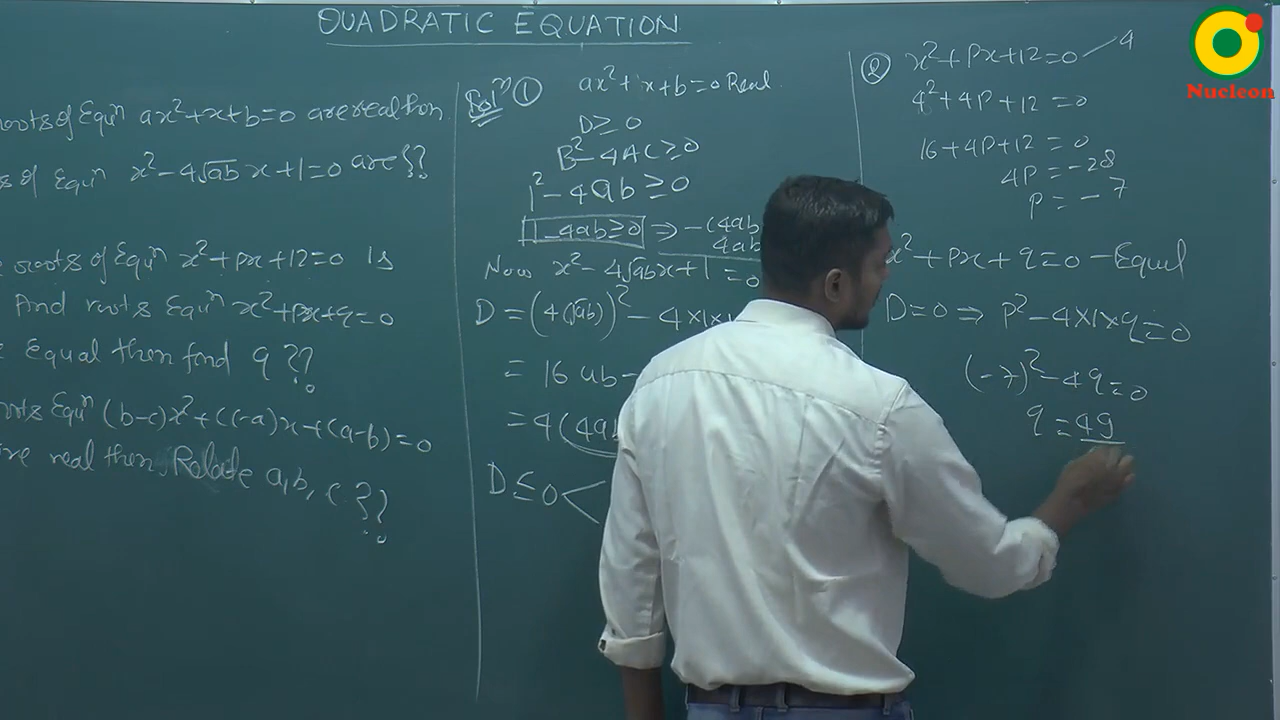 QUADRATIC EQUATION
roots of Equⁿ ax²+x+b=0 are real then
of Equⁿ x²-4√ab x+1=0 are ??
roots of Equⁿ x²+px+12=0 is
And roots Equⁿ x²+px+q=0
Equal then find q ??
roots Equⁿ (b-c)x²+(c-a)x+(a-b)=0
real then Relate a,b,c ??
Solⁿ ① ax²+x+b=0 Real
D≥0
B²-4AC≥0
1²-4ab≥0
1-4ab≥0 ⇒ -(4ab
4ab
Now x²-4√ab x+1=0
D=(4√ab)²-4×1×
= 16 ab-
=4(4ab
D≤0<
② x²+px+12=0 4
4²+4p+12=0
16+4p+12=0
4p=-28
p=-7
x²+px+q=0-Equal
D=0 ⇒ p²-4×1×q=0
(-7)²-4q=0
q=49
Nucleon